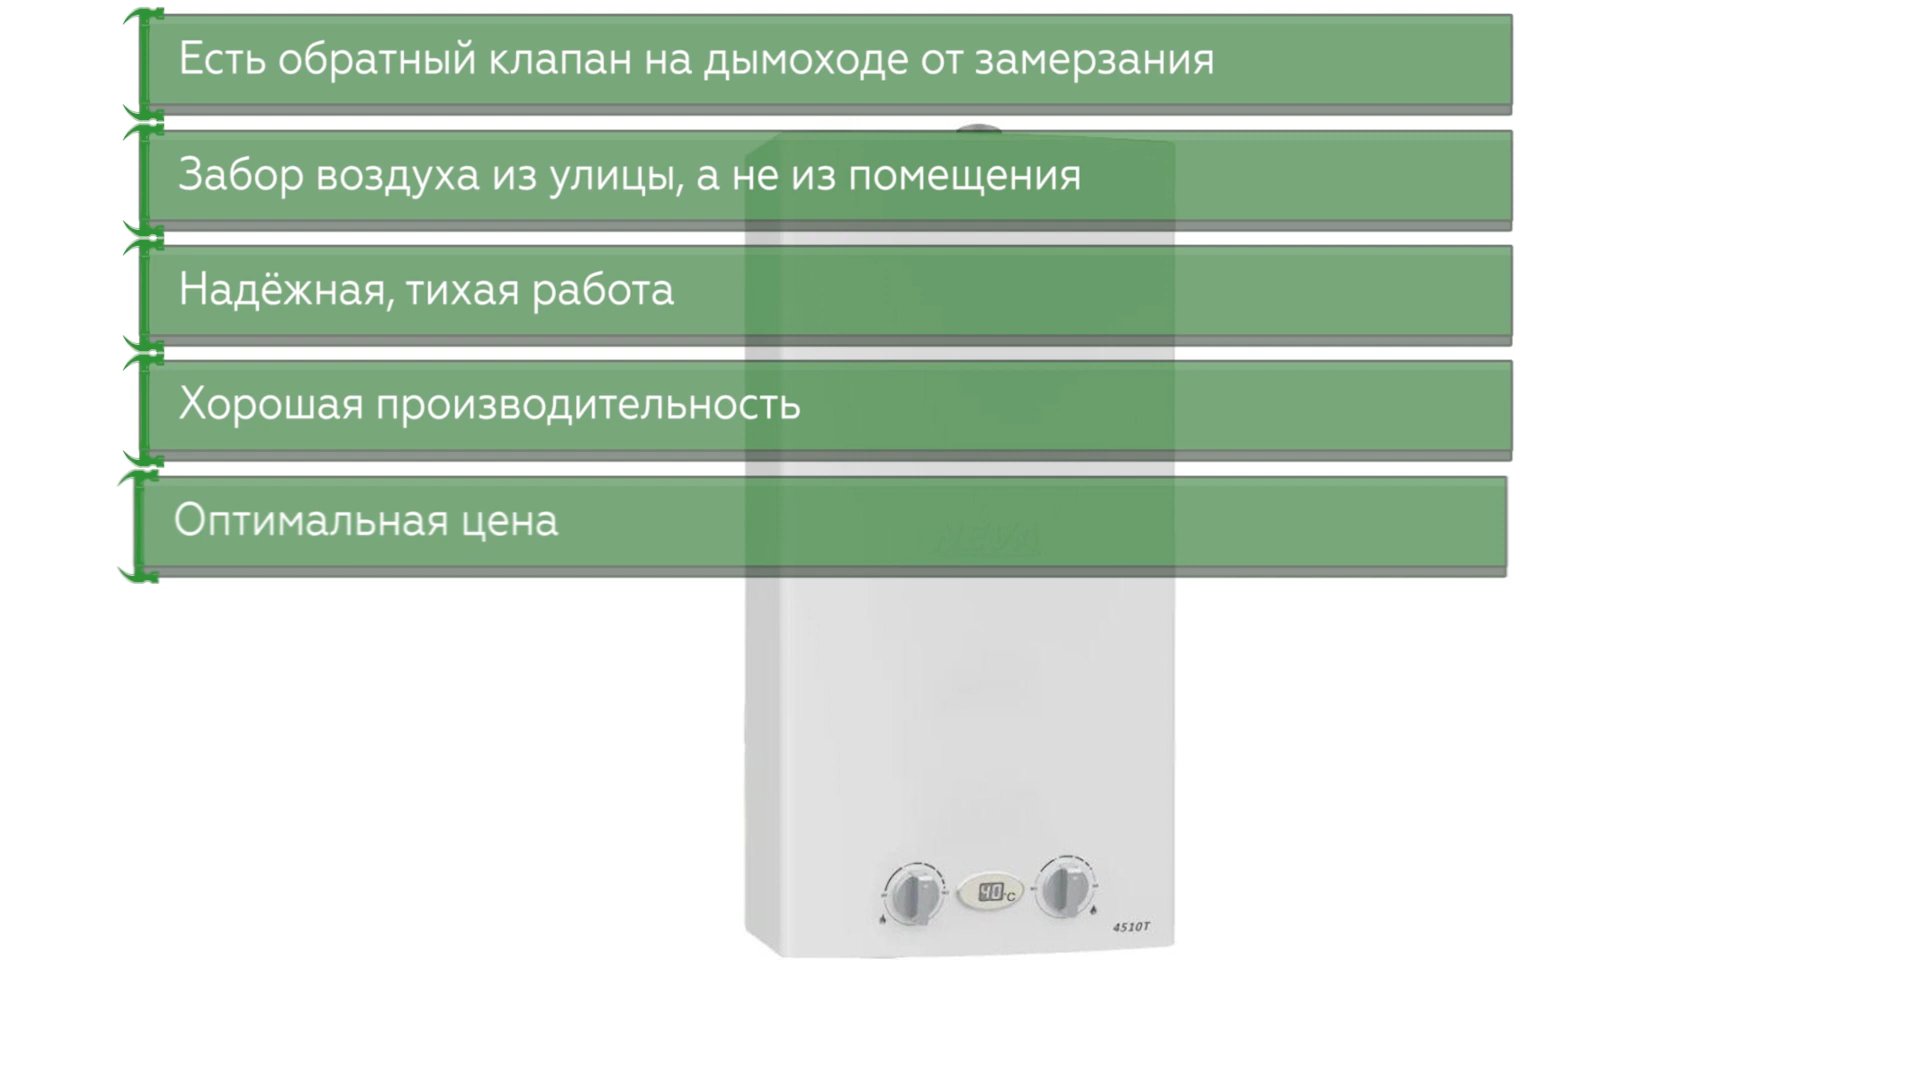 Есть обратный клапан на дымоходе от замерзания
Забор воздуха из улицы, а не из помещения
Надёжная, тихая работа
Хорошая производительность
Оптимальная цена
NEVA
40°C
4510T